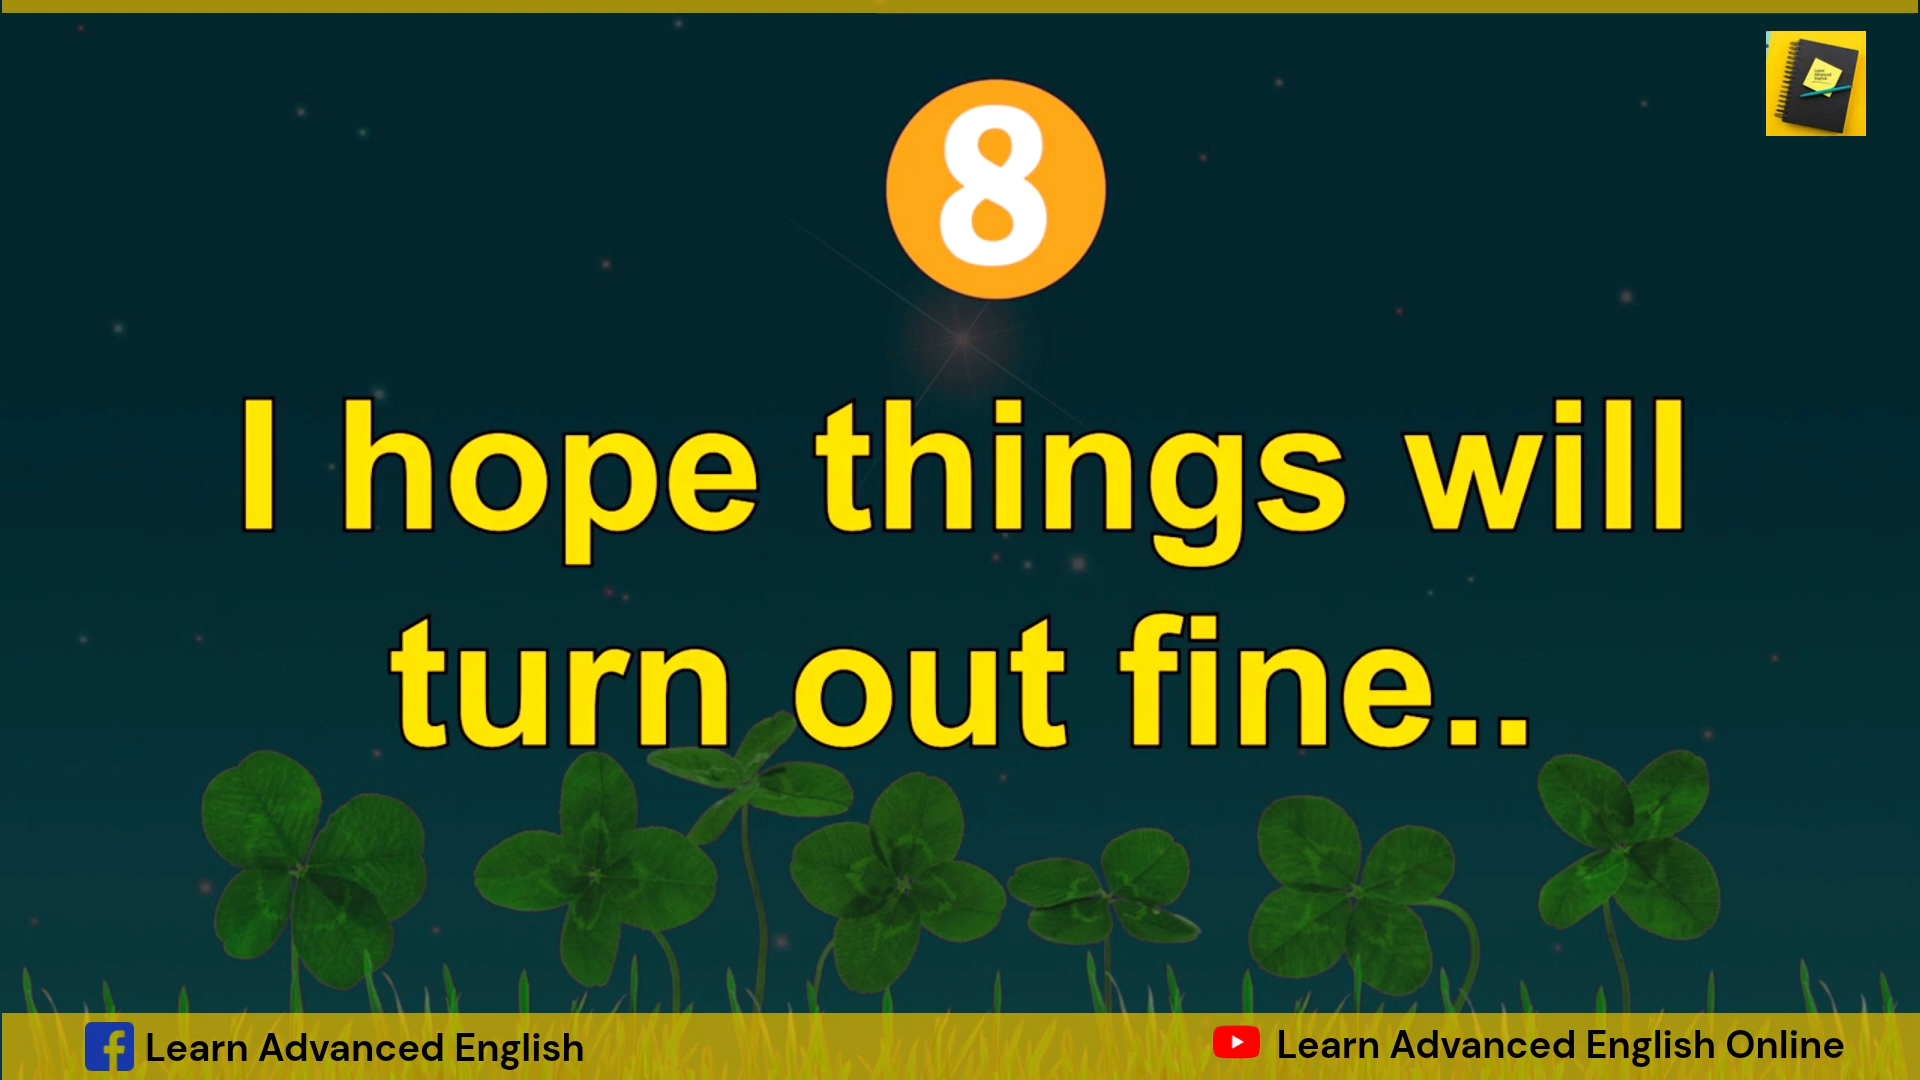 8
I hope things will
turn out fine..
Learn Advanced English
Learn Advanced English Online